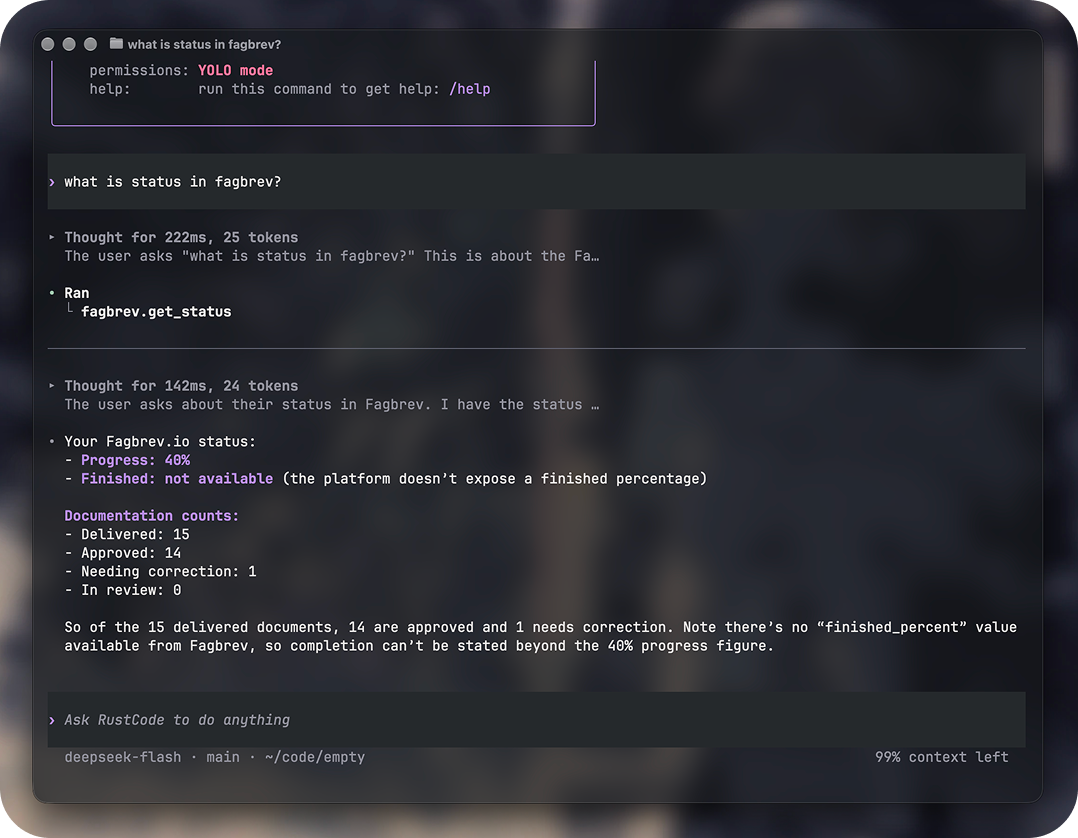 what is status in fagbrev?
permissions: YOLO mode
help: run this command to get help: /help
› what is status in fagbrev?
▸ Thought for 222ms, 25 tokens
The user asks "what is status in fagbrev?" This is about the Fa…
• Ran
└ fagbrev.get_status
▸ Thought for 142ms, 24 tokens
The user asks about their status in Fagbrev. I have the status …
• Your Fagbrev.io status:
- Progress: 40%
- Finished: not available (the platform doesn’t expose a finished percentage)
Documentation counts:
- Delivered: 15
- Approved: 14
- Needing correction: 1
- In review: 0
So of the 15 delivered documents, 14 are approved and 1 needs correction. Note there’s no “finished_percent” value
available from Fagbrev, so completion can’t be stated beyond the 40% progress figure.
› Ask RustCode to do anything
deepseek-flash · main · ~/code/empty 99% context left